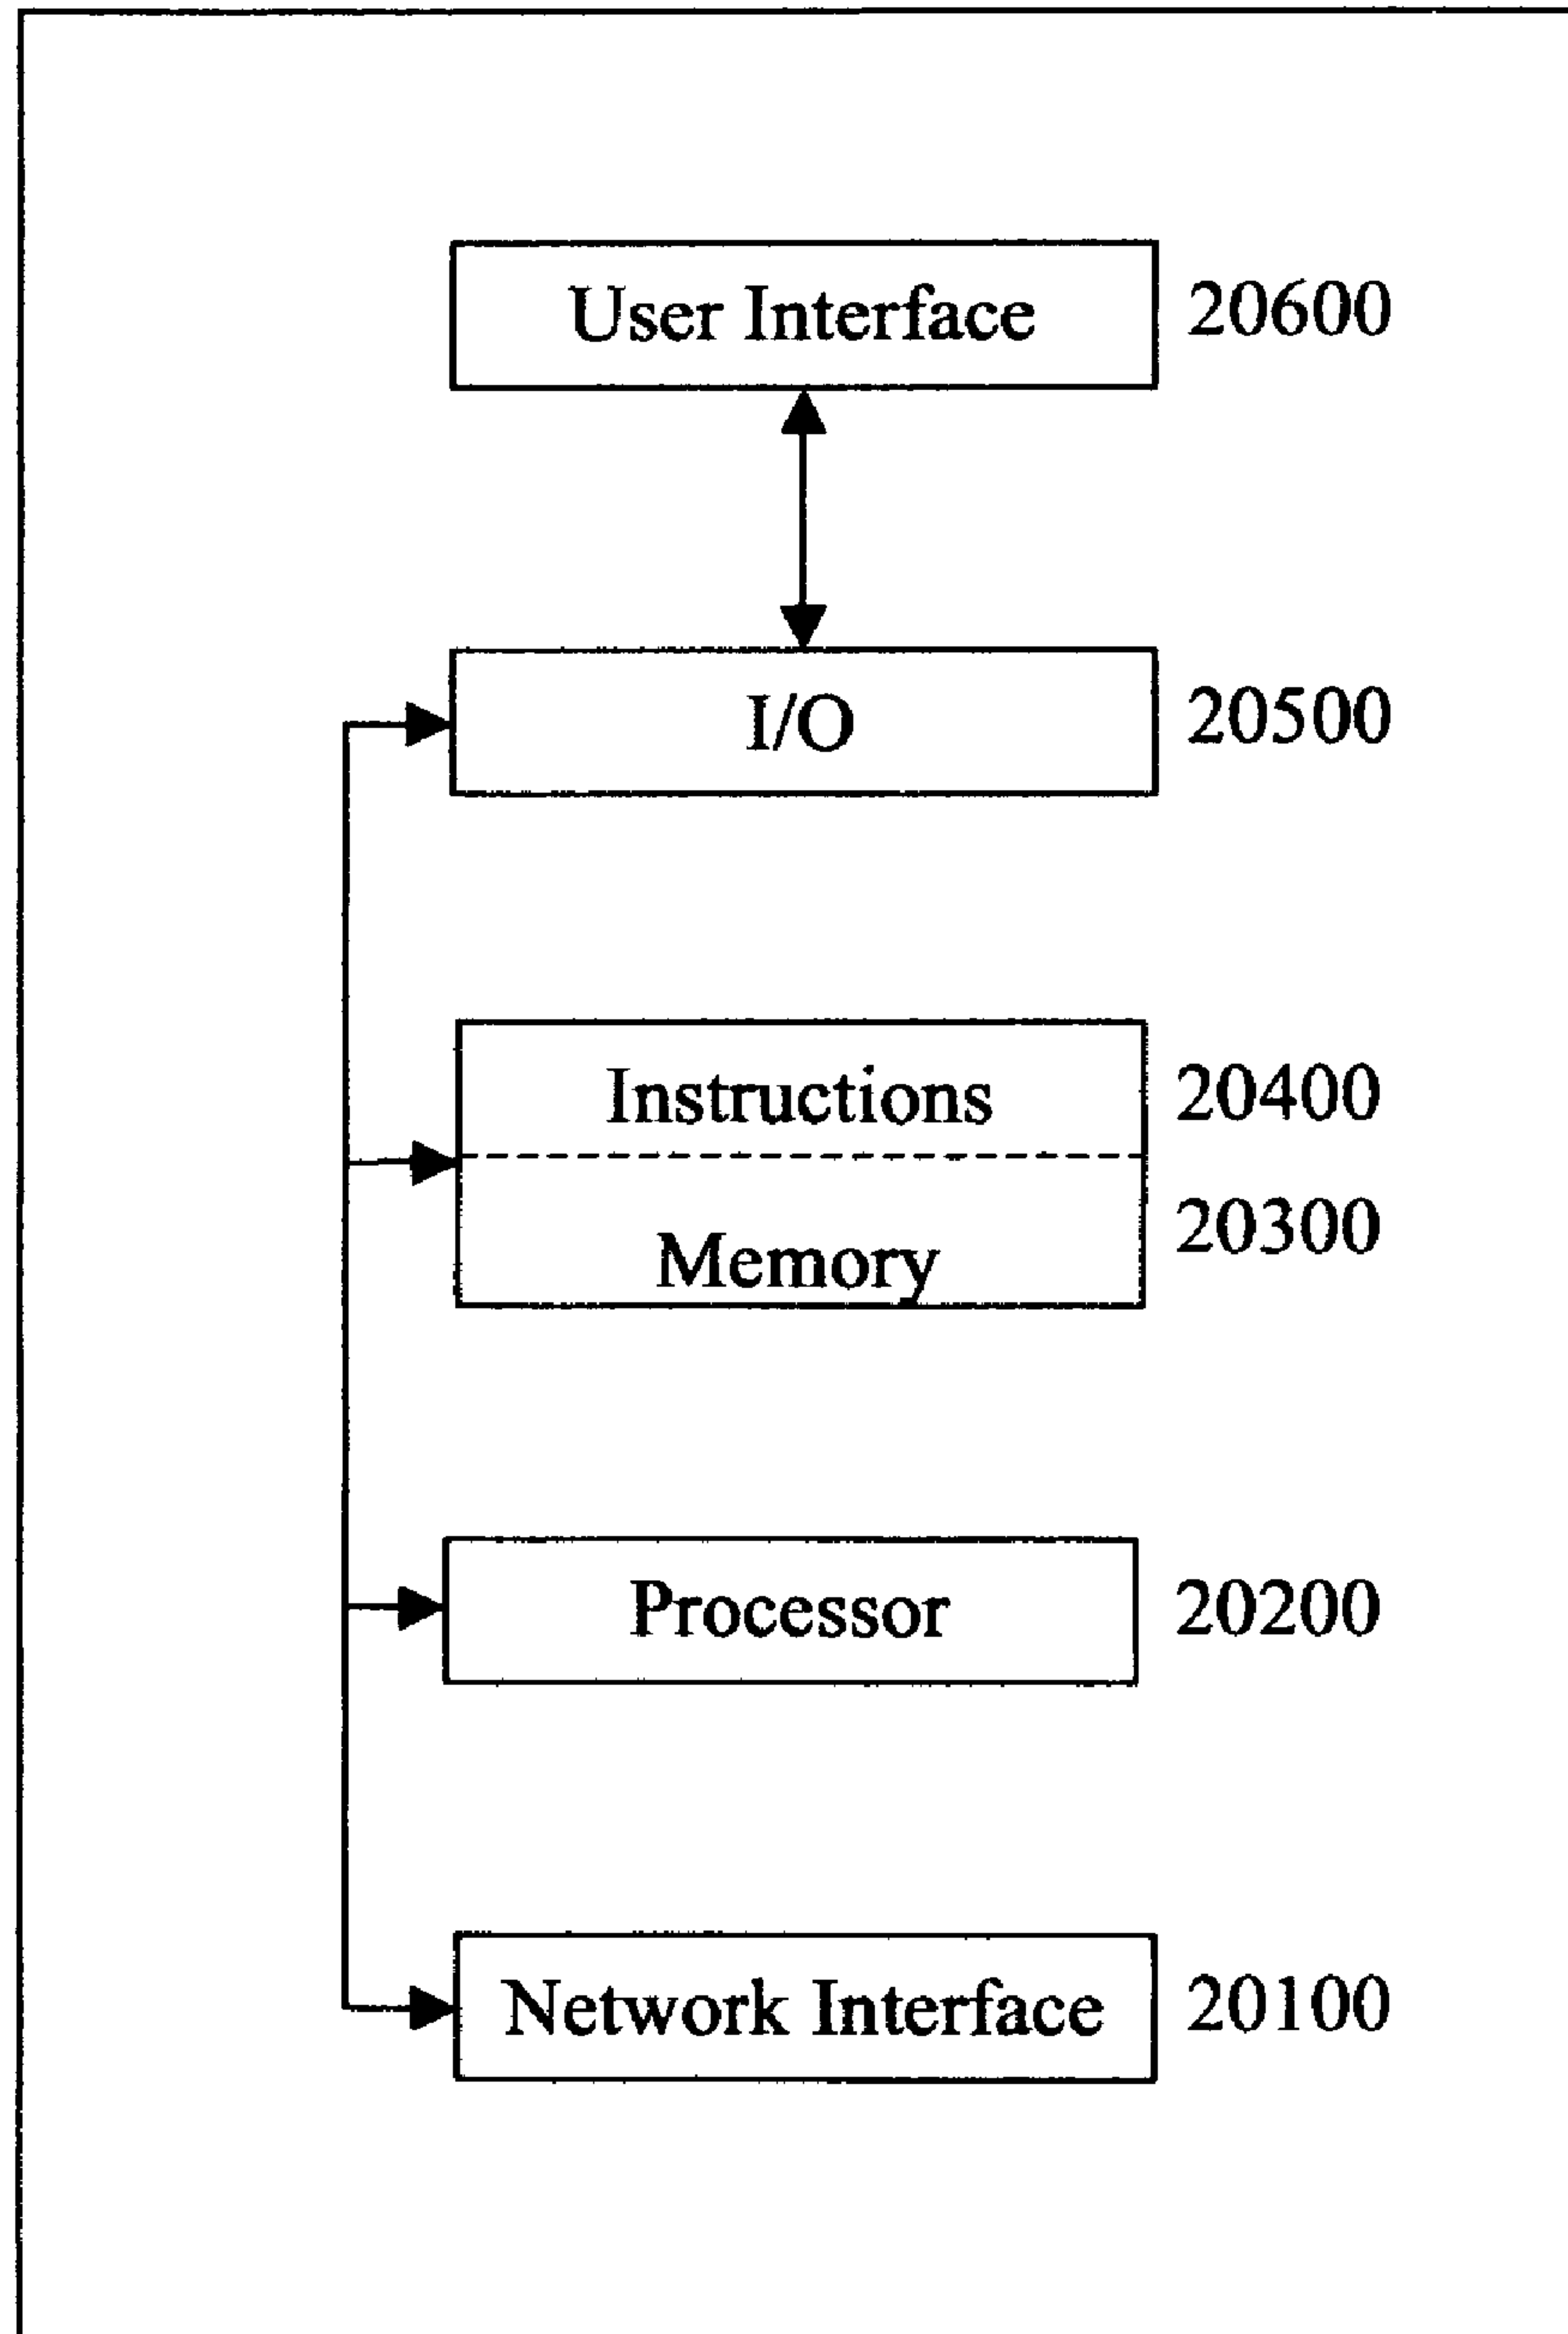 User Interface 20600
I/O 20500
Instructions 20400
Memory 20300
Processor 20200
Network Interface 20100